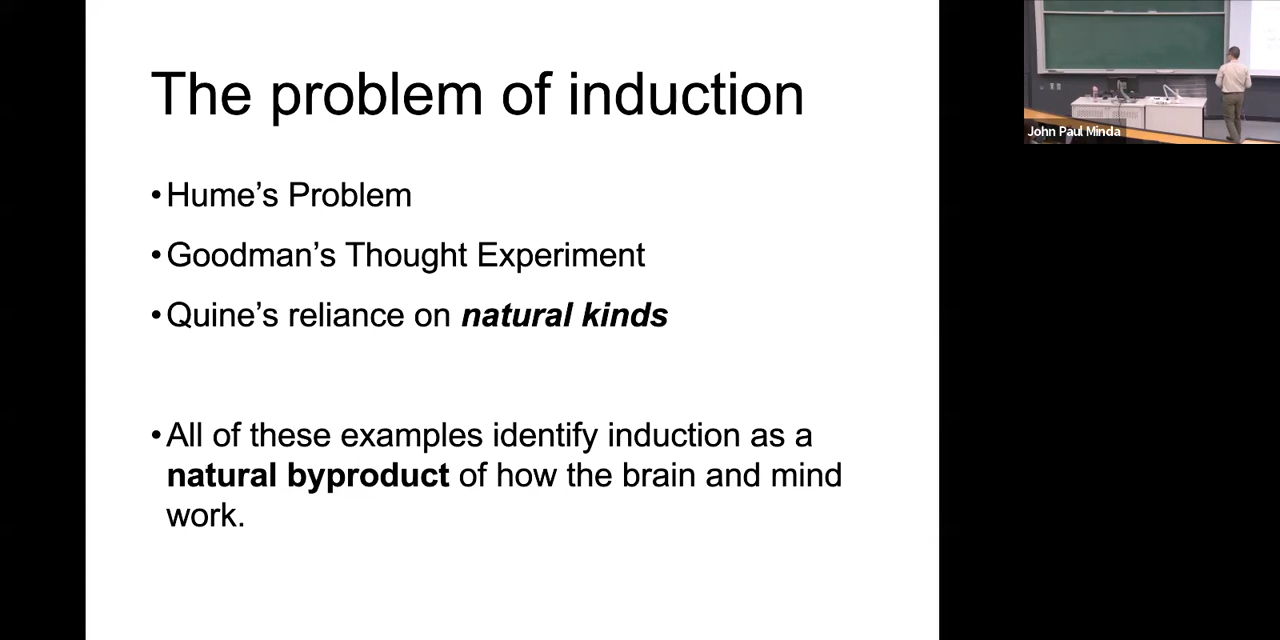 The problem of induction
•Hume’s Problem
•Goodman’s Thought Experiment
•Quine’s reliance on natural kinds
•All of these examples identify induction as a
natural byproduct of how the brain and mind
work.
John Paul Minda